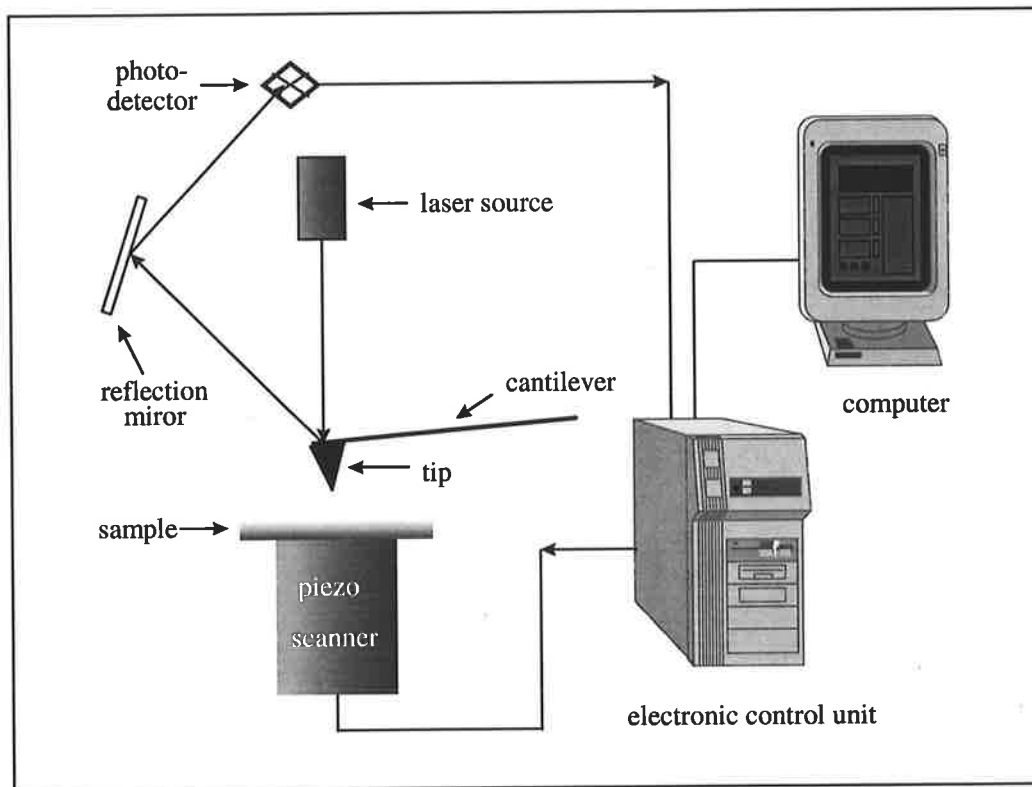 photo-
detector
laser source
reflection
miror
cantilever
computer
tip
sample
piezo
scanner
electronic control unit